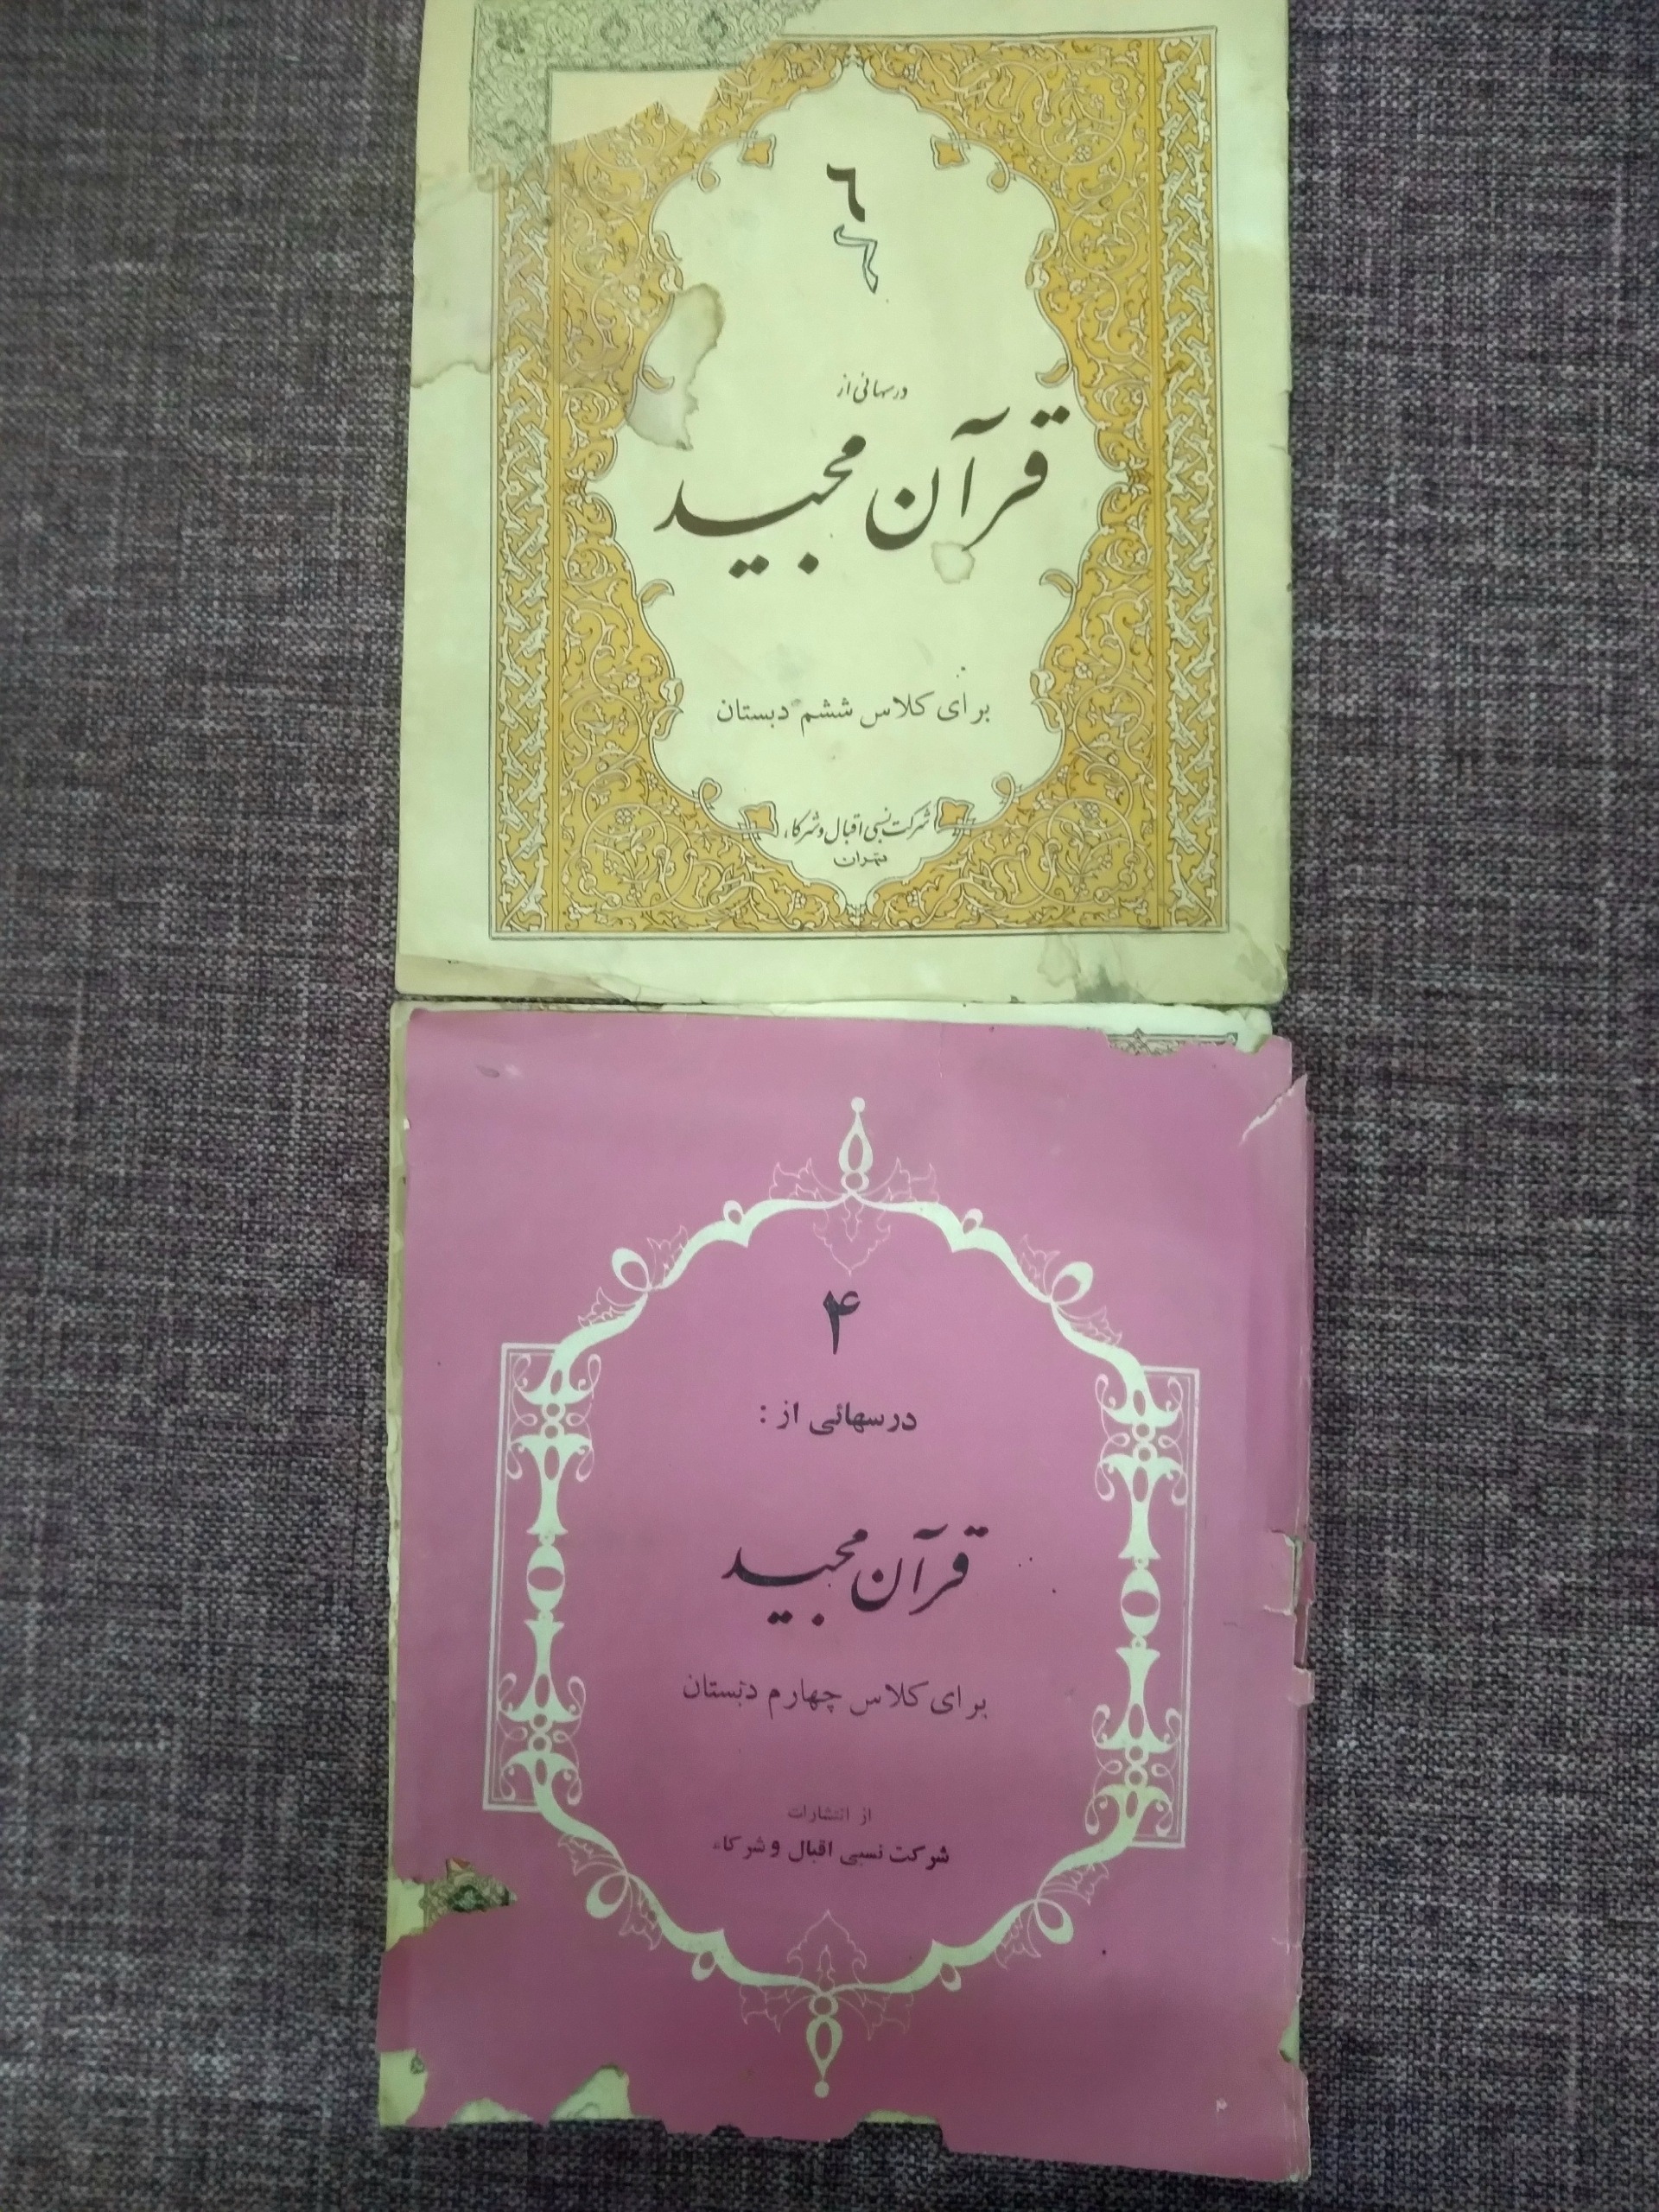 ٦
درسهائی از
قرآن مجید
برای کلاس ششم دبستان
شرکت نسبی اقبال و شرکاء
تهران
۴
درسهائی از :
قرآن مجید
برای کلاس چهارم دبستان
از انتشارات
شرکت نسبی اقبال و شرکاء